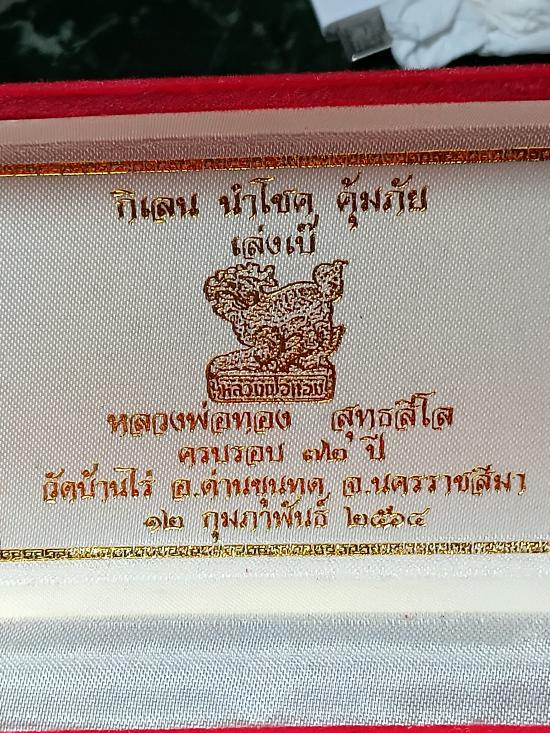 กิเลน นำโชค คุ้มภัย
เล่งเป๊
หลวงพ่อทอง
หลวงพ่อทอง สุทธสีโล
ครบรอบ ๗๒ ปี
วัดบ้านไร่ อ.ด่านขุนทด จ.นครราชสีมา
๑๒ กุมภาพันธ์ ๒๕๖๔